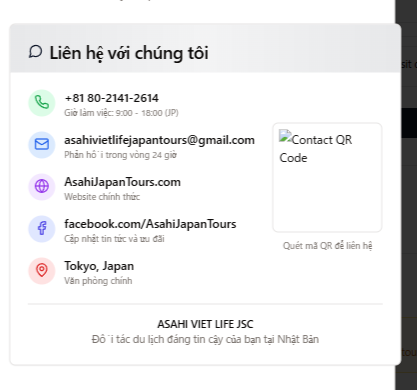 Liên hệ với chúng tôi
+81 80-2141-2614
Giờ làm việc: 9:00 - 18:00 (JP)
asahivietlifejapantours@gmail.com
Phản hồi trong vòng 24 giờ
AsahiJapanTours.com
Website chính thức
facebook.com/AsahiJapanTours
Cập nhật tin tức và ưu đãi
Tokyo, Japan
Văn phòng chính
Contact QR
Code
Quét mã QR để liên hệ
ASAHI VIET LIFE JSC
Đối tác du lịch đáng tin cậy của bạn tại Nhật Bản